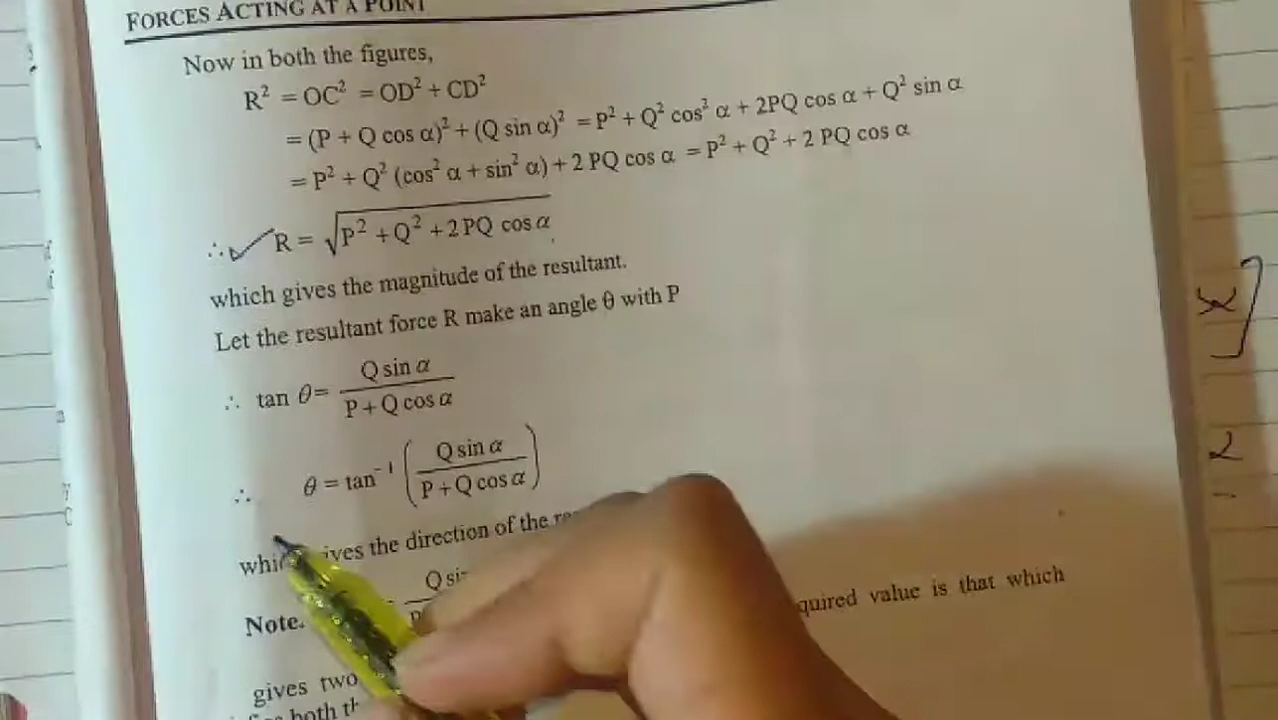 FORCES ACTING AT A POINT
Now in both the figures,
R² = OC² = OD² + CD²
= (P + Q cos α)² + (Q sin α)² = P² + Q² cos² α + 2PQ cos α + Q² sin α
= P² + Q² (cos² α + sin² α) + 2 PQ cos α = P² + Q² + 2 PQ cos α
∴ ✓ R = √(P² + Q² + 2 PQ cos α)
which gives the magnitude of the resultant.
Let the resultant force R make an angle θ with P
∴ tan θ = Q sin α / P + Q cos α
∴ θ = tan⁻¹ (Q sin α / P + Q cos α)
the direction of the
Note. quired value is that which
gives two
both
x
2